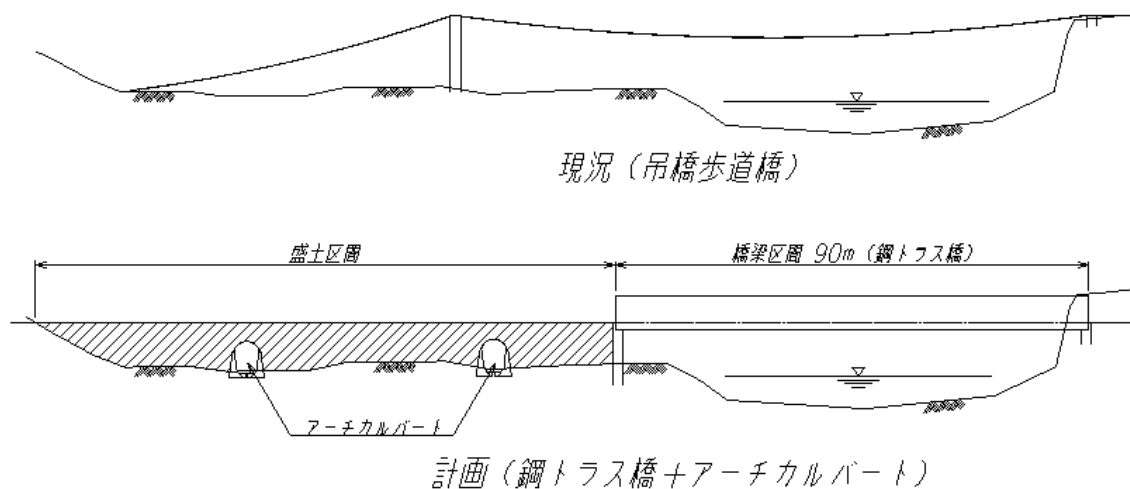 現況（吊橋歩道橋）
盛土区間
橋梁区間 90m（鋼トラス橋）
アーチカルバート
計画（鋼トラス橋＋アーチカルバート）